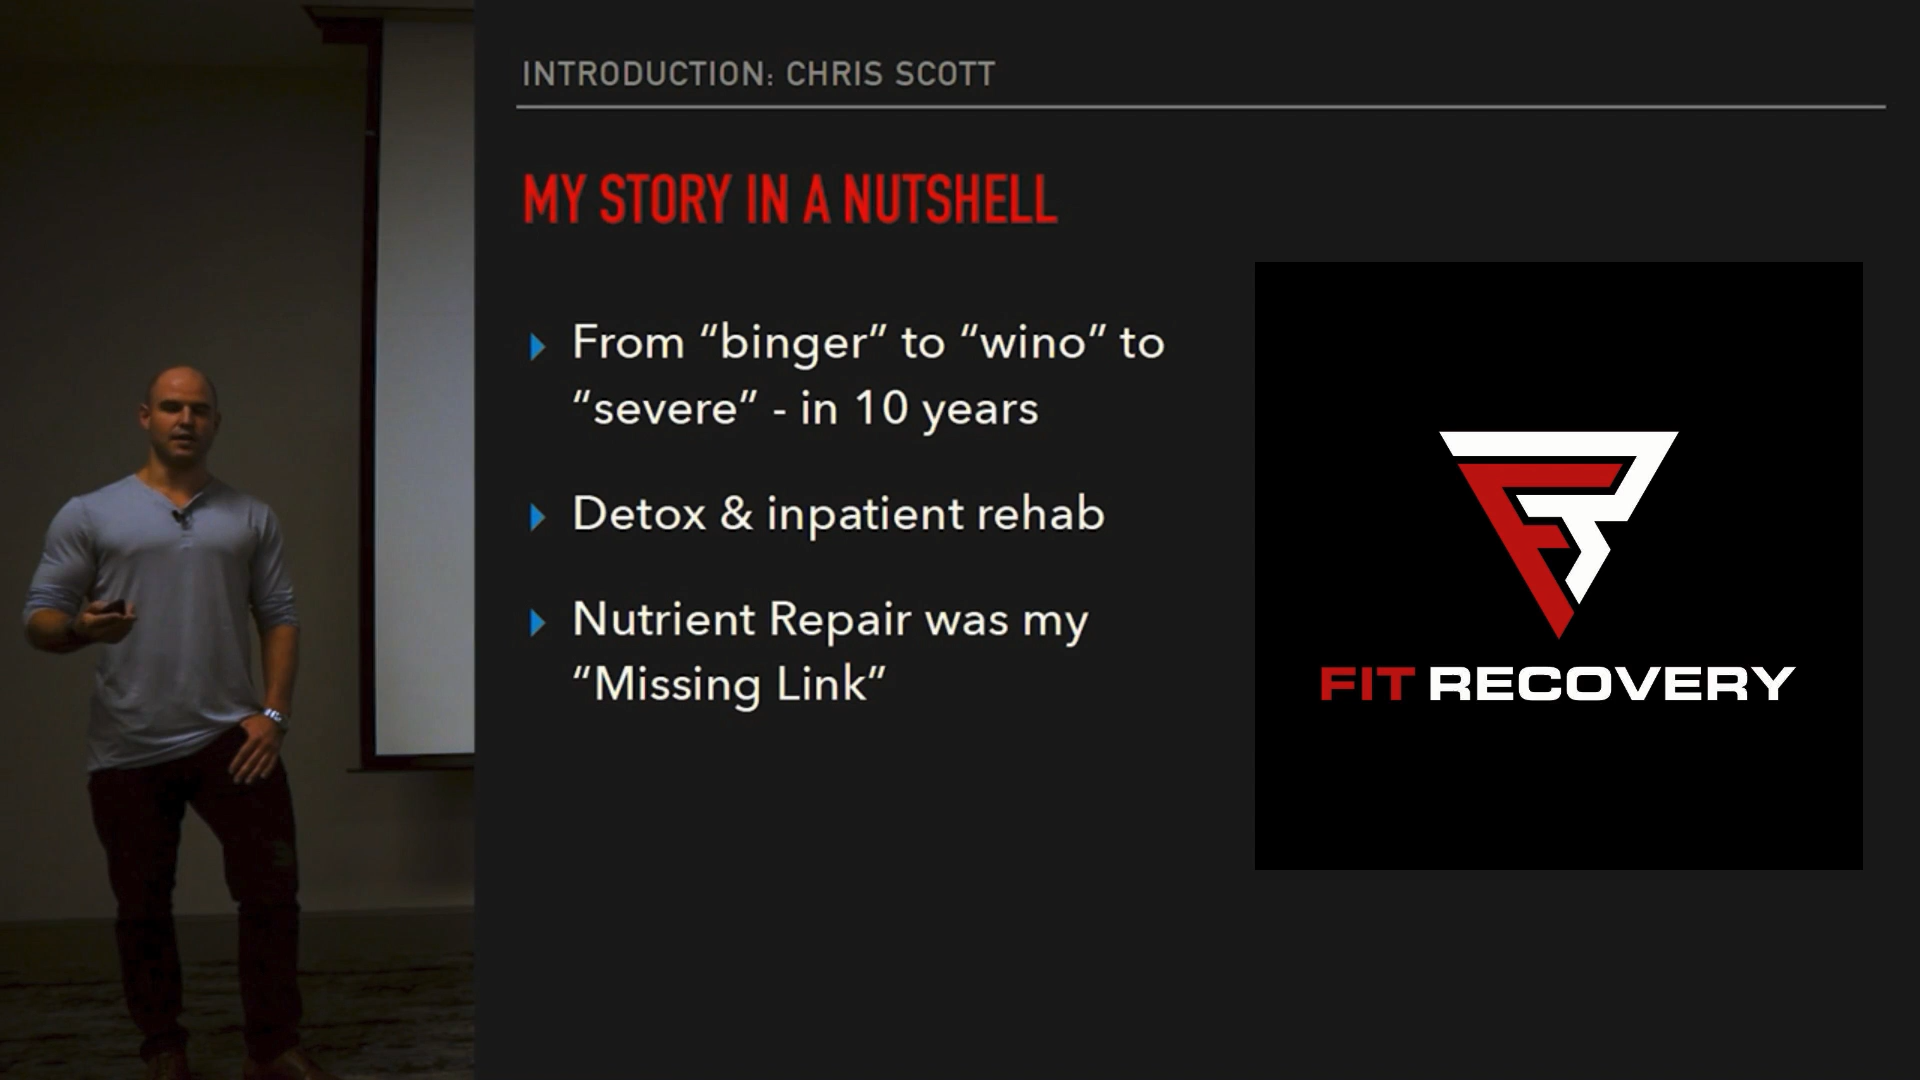 INTRODUCTION: CHRIS SCOTT
MY STORY IN A NUTSHELL
From “binger” to “wino” to
“severe” - in 10 years
Detox & inpatient rehab
Nutrient Repair was my
“Missing Link”
FIT RECOVERY